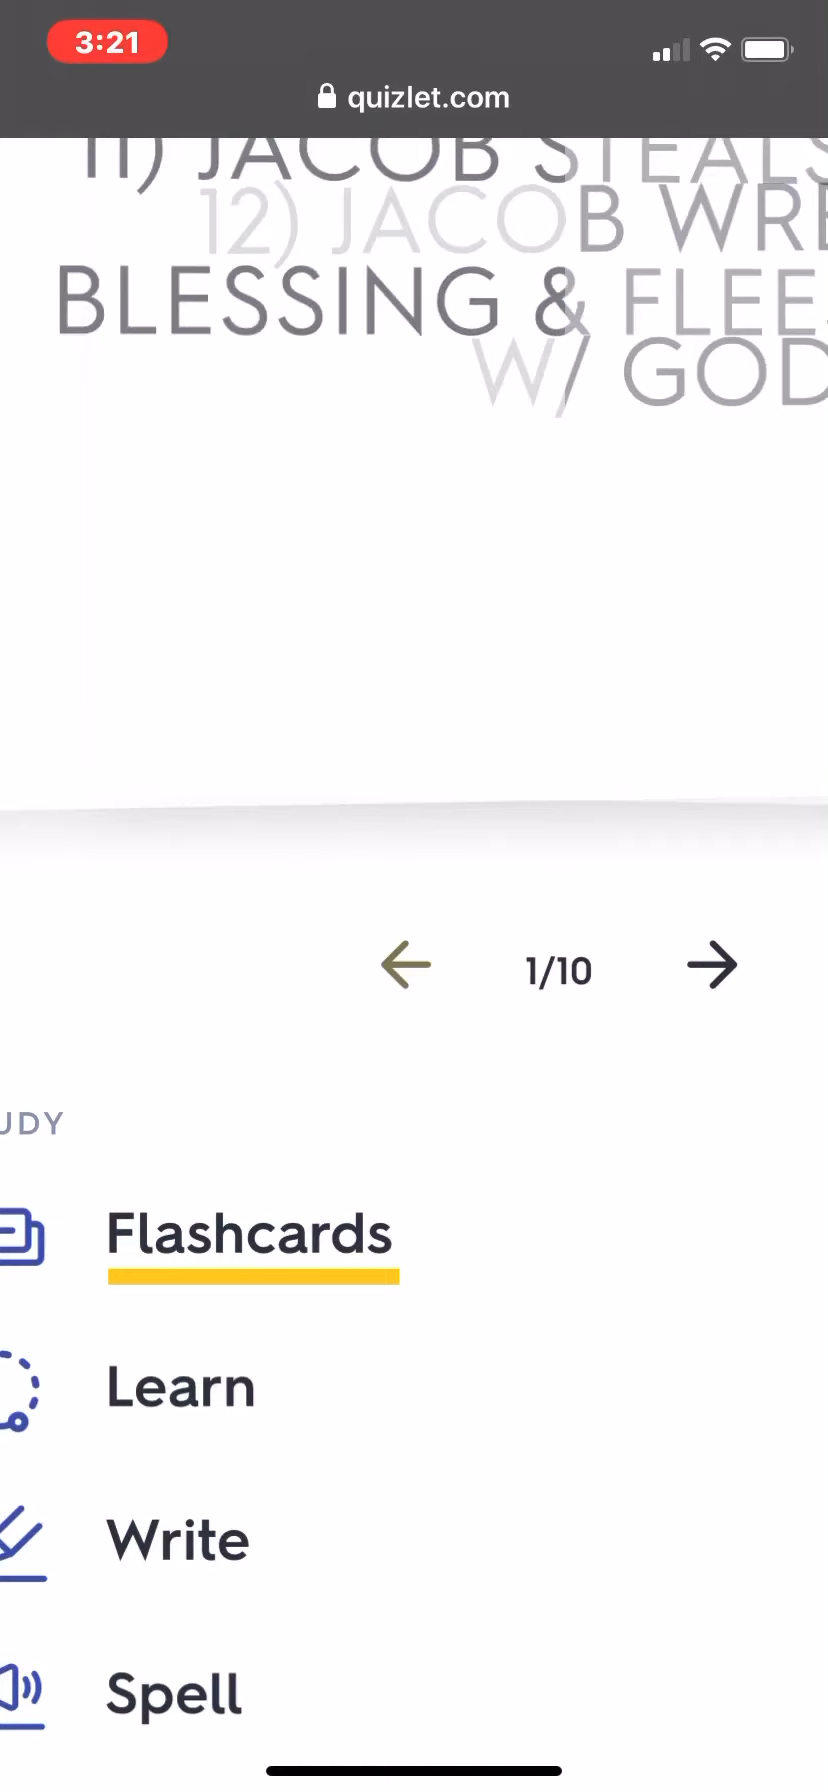 3:21
quizlet.com
11) JACOB STEALS
12) JACOB WRE
BLESSING & FLEES
W/ GOD
1/10
UDY
Flashcards
Learn
Write
Spell